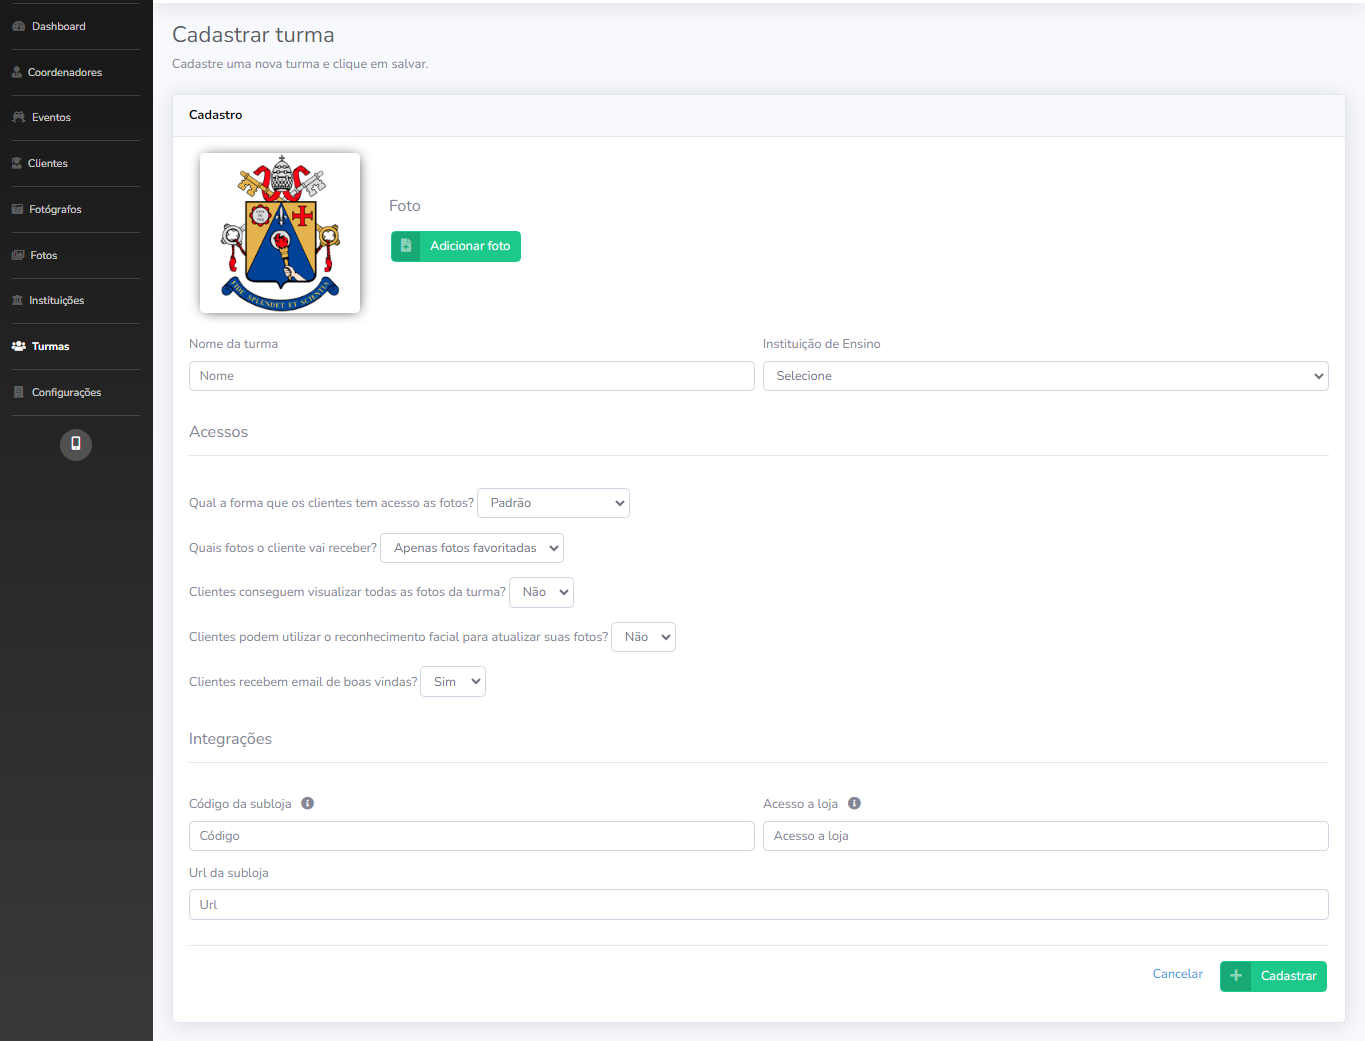 Dashboard
Coordenadores
Eventos
Clientes
Fotógrafos
Fotos
Instituições
Turmas
Configurações
Cadastrar turma
Cadastre uma nova turma e clique em salvar.
Cadastro
FIDE SPLENDET ET SCIENTIA
Foto
Adicionar foto
Nome da turma
Nome
Instituição de Ensino
Selecione
Acessos
Qual a forma que os clientes tem acesso as fotos? Padrão
Quais fotos o cliente vai receber? Apenas fotos favoritadas
Clientes conseguem visualizar todas as fotos da turma? Não
Clientes podem utilizar o reconhecimento facial para atualizar suas fotos? Não
Clientes recebem email de boas vindas? Sim
Integrações
Código da subloja
Código
Acesso a loja
Acesso a loja
Url da subloja
Url
Cancelar
Cadastrar